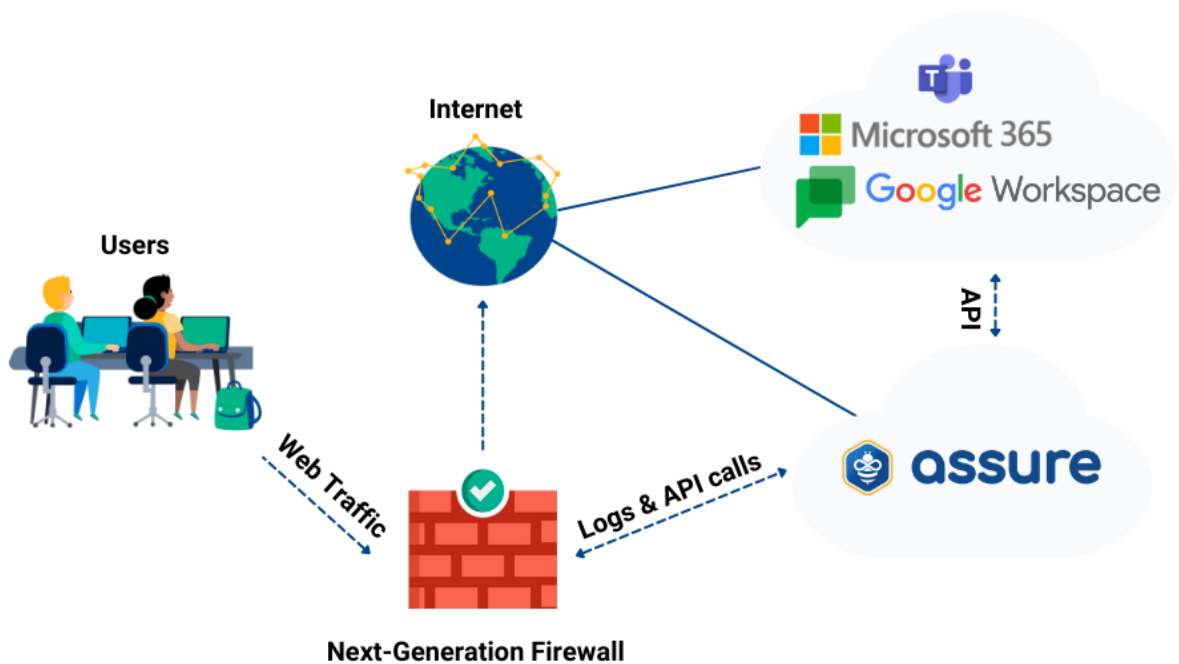 Internet
T
Microsoft 365
Google Workspace
Users
API
Web Traffic
Logs & API calls
assure
Next-Generation Firewall